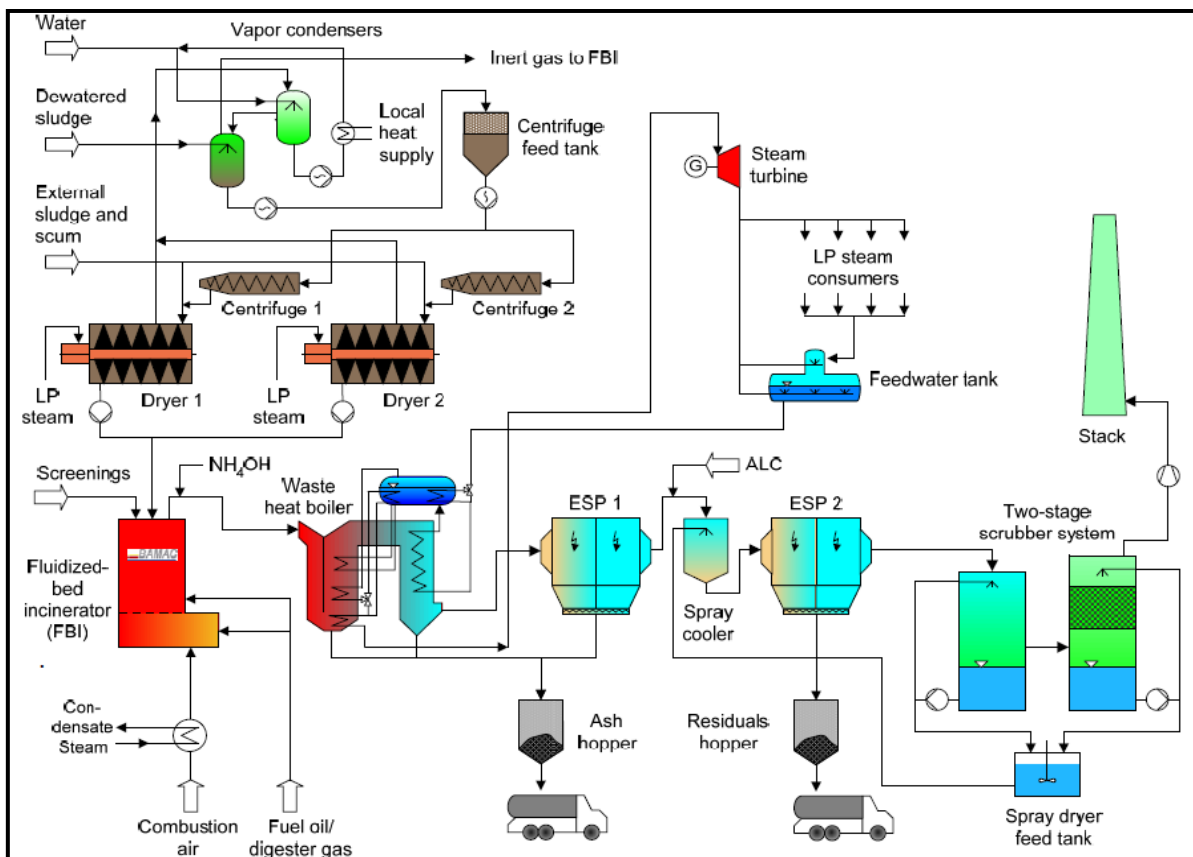 Water
Vapor condensers
Inert gas to FBI
Dewatered
sludge
Local
heat
supply
Centrifuge
feed tank
G
Steam
turbine
External
sludge and
scum
LP steam
consumers
Centrifuge 1
Centrifuge 2
LP
steam
Dryer 1
LP
steam
Dryer 2
Feedwater tank
Stack
Screenings
NH4OH
Waste
heat boiler
ESP 1
ALC
ESP 2
Two-stage
scrubber system
BAMAG
Fluidized-
bed
incinerator
(FBI)
Spray
cooler
Con-
densate
Steam
Ash
hopper
Residuals
hopper
Combustion
air
Fuel oil/
digester gas
Spray dryer
feed tank